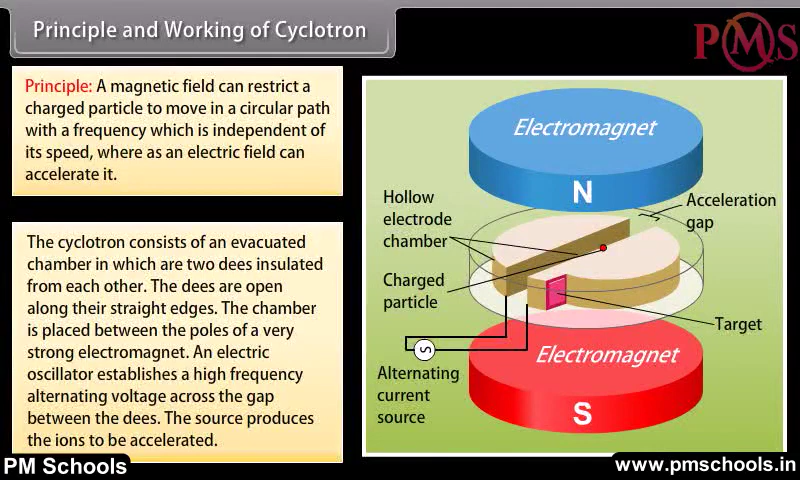 Principle and Working of Cyclotron
PMS
Principle: A magnetic field can restrict a
charged particle to move in a circular path
with a frequency which is independent of
its speed, where as an electric field can
accelerate it.
The cyclotron consists of an evacuated
chamber in which are two dees insulated
from each other. The dees are open
along their straight edges. The chamber
is placed between the poles of a very
strong electromagnet. An electric
oscillator establishes a high frequency
alternating voltage across the gap
between the dees. The source produces
the ions to be accelerated.
Electromagnet
N
Hollow
electrode
chamber
Acceleration
gap
Charged
particle
Target
S
Alternating
current
source
Electromagnet
S
PM Schools
www.pmschools.in